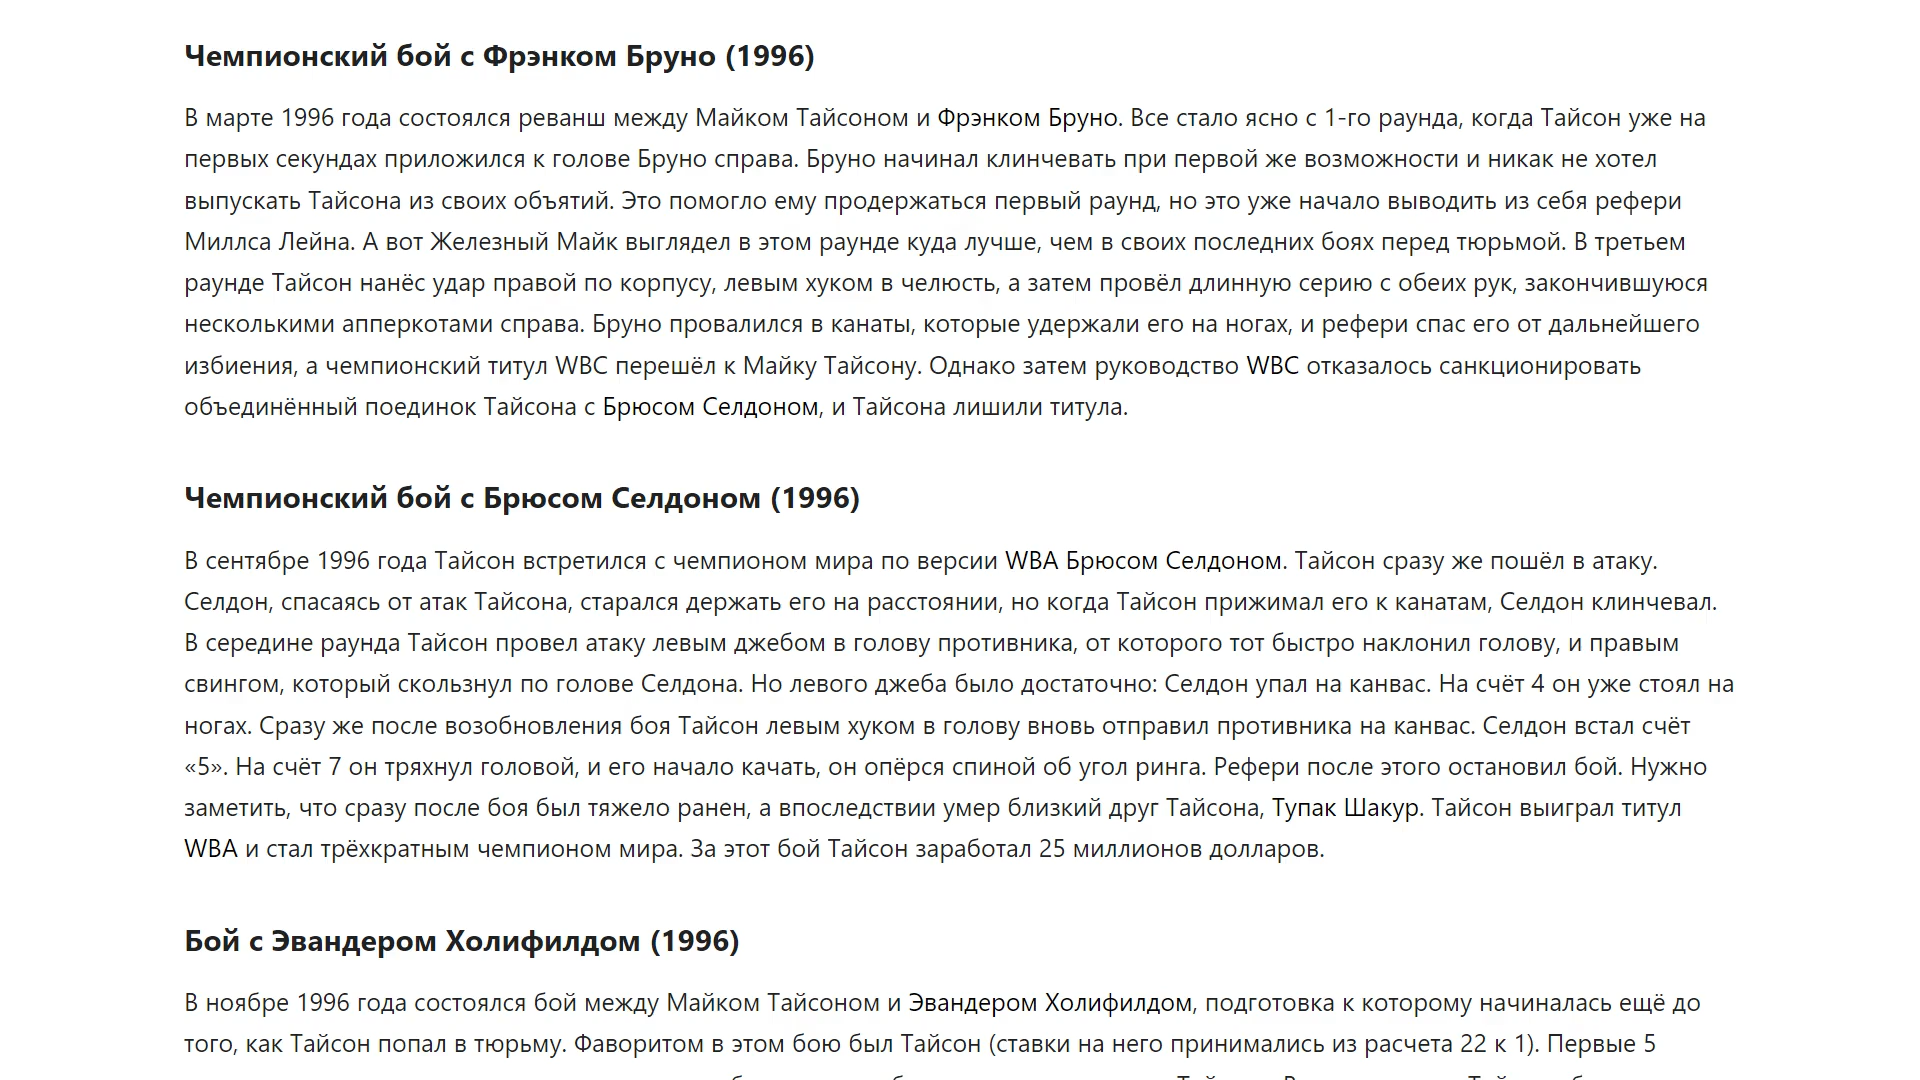 Чемпионский бой с Фрэнком Бруно (1996)
В марте 1996 года состоялся реванш между Майком Тайсоном и Фрэнком Бруно. Все стало ясно с 1-го раунда, когда Тайсон уже на
первых секундах приложился к голове Бруно справа. Бруно начинал клинчевать при первой же возможности и никак не хотел
выпускать Тайсона из своих объятий. Это помогло ему продержаться первый раунд, но это уже начало выводить из себя рефери
Миллса Лейна. А вот Железный Майк выглядел в этом раунде куда лучше, чем в своих последних боях перед тюрьмой. В третьем
раунде Тайсон нанёс удар правой по корпусу, левым хуком в челюсть, а затем провёл длинную серию с обеих рук, закончившуюся
несколькими апперкотами справа. Бруно провалился в канаты, которые удержали его на ногах, и рефери спас его от дальнейшего
избиения, а чемпионский титул WBC перешёл к Майку Тайсону. Однако затем руководство WBC отказалось санкционировать
объединённый поединок Тайсона с Брюсом Селдоном, и Тайсона лишили титула.
Чемпионский бой с Брюсом Селдоном (1996)
В сентябре 1996 года Тайсон встретился с чемпионом мира по версии WBA Брюсом Селдоном. Тайсон сразу же пошёл в атаку.
Селдон, спасаясь от атак Тайсона, старался держать его на расстоянии, но когда Тайсон прижимал его к канатам, Селдон клинчевал.
В середине раунда Тайсон провел атаку левым джебом в голову противника, от которого тот быстро наклонил голову, и правым
свингом, который скользнул по голове Селдона. Но левого джеба было достаточно: Селдон упал на канвас. На счёт 4 он уже стоял на
ногах. Сразу же после возобновления боя Тайсон левым хуком в голову вновь отправил противника на канвас. Селдон встал счёт
«5». На счёт 7 он тряхнул головой, и его начало качать, он опёрся спиной об угол ринга. Рефери после этого остановил бой. Нужно
заметить, что сразу после боя был тяжело ранен, а впоследствии умер близкий друг Тайсона, Тупак Шакур. Тайсон выиграл титул
WBA и стал трёхкратным чемпионом мира. За этот бой Тайсон заработал 25 миллионов долларов.
Бой с Эвандером Холифилдом (1996)
В ноябре 1996 года состоялся бой между Майком Тайсоном и Эвандером Холифилдом, подготовка к которому начиналась ещё до
того, как Тайсон попал в тюрьму. Фаворитом в этом бою был Тайсон (ставки на него принимались из расчета 22 к 1). Первые 5